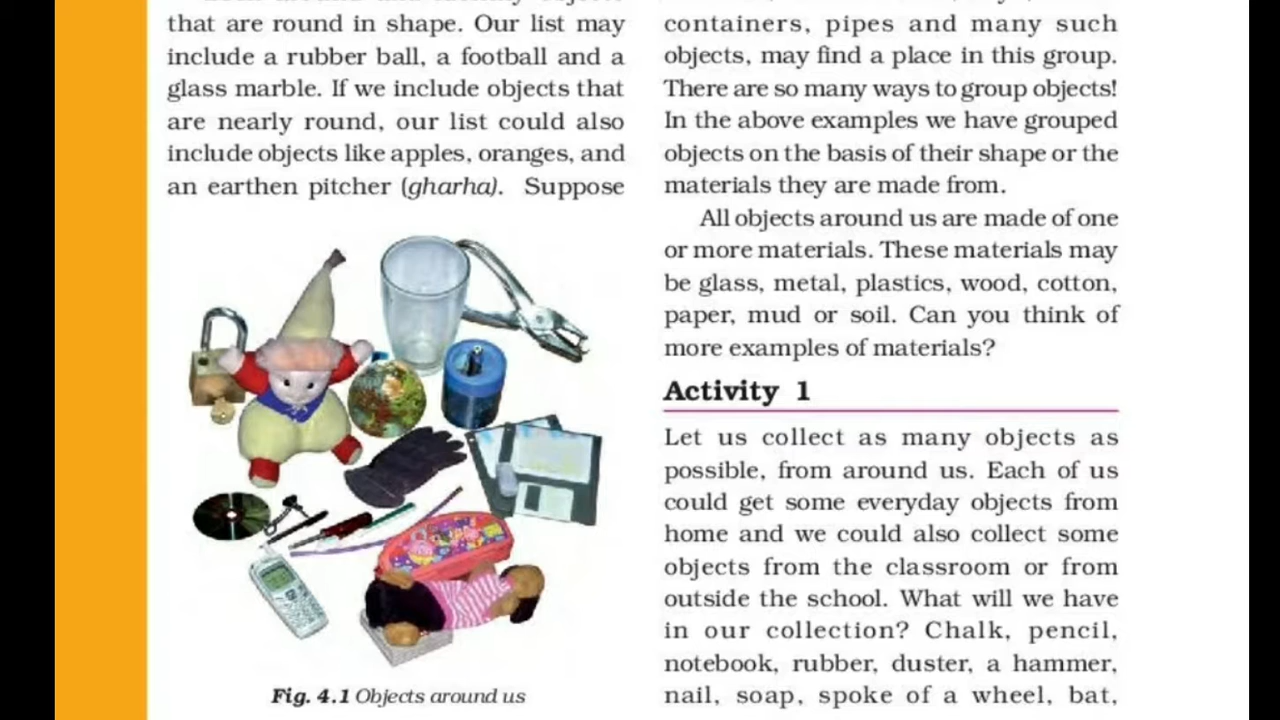 that are round in shape. Our list may
include a rubber ball, a football and a
glass marble. If we include objects that
are nearly round, our list could also
include objects like apples, oranges, and
an earthen pitcher (gharha). Suppose
Fig. 4.1 Objects around us
containers, pipes and many such
objects, may find a place in this group.
There are so many ways to group objects!
In the above examples we have grouped
objects on the basis of their shape or the
materials they are made from.
All objects around us are made of one
or more materials. These materials may
be glass, metal, plastics, wood, cotton,
paper, mud or soil. Can you think of
more examples of materials?
Activity 1
Let us collect as many objects as
possible, from around us. Each of us
could get some everyday objects from
home and we could also collect some
objects from the classroom or from
outside the school. What will we have
in our collection? Chalk, pencil,
notebook, rubber, duster, a hammer,
nail, soap, spoke of a wheel, bat,